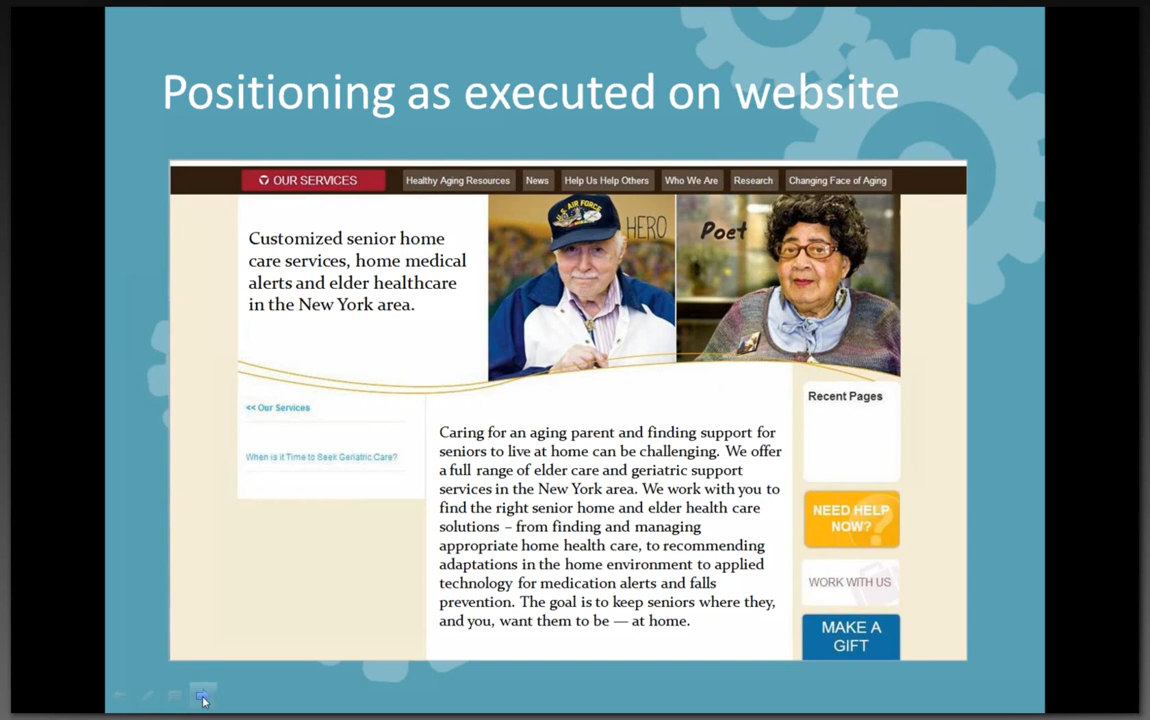 Positioning as executed on website
OUR SERVICES
Healthy Aging Resources
News
Help Us Help Others
Who We Are
Research
Changing Face of Aging
Customized senior home
care services, home medical
alerts and elder healthcare
in the New York area.
U.S. AIR FORCE
HERO
Poet
<< Our Services
When is it Time to Seek Geriatric Care?
Caring for an aging parent and finding support for
seniors to live at home can be challenging. We offer
a full range of elder care and geriatric support
services in the New York area. We work with you to
find the right senior home and elder health care
solutions – from finding and managing
appropriate home health care, to recommending
adaptations in the home environment to applied
technology for medication alerts and falls
prevention. The goal is to keep seniors where they,
and you, want them to be — at home.
Recent Pages
NEED HELP
NOW?
WORK WITH US
MAKE A
GIFT